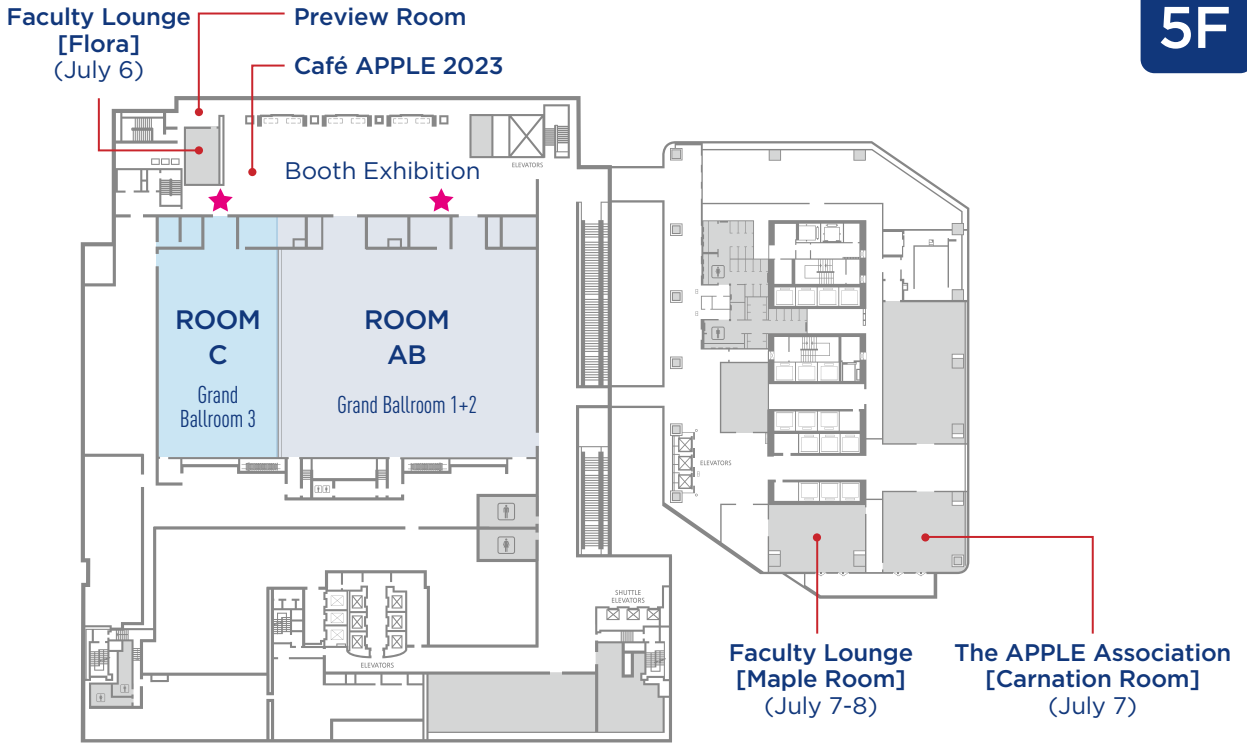 5F
Faculty Lounge
[Flora]
(July 6)
Preview Room
Café APPLE 2023
ELEVATORS
Booth Exhibition
ROOM
C
Grand
Ballroom 3
ROOM
AB
Grand Ballroom 1+2
ELEVATORS
SHUTTLE
ELEVATORS
ELEVATORS
Faculty Lounge
[Maple Room]
(July 7-8)
The APPLE Association
[Carnation Room]
(July 7)